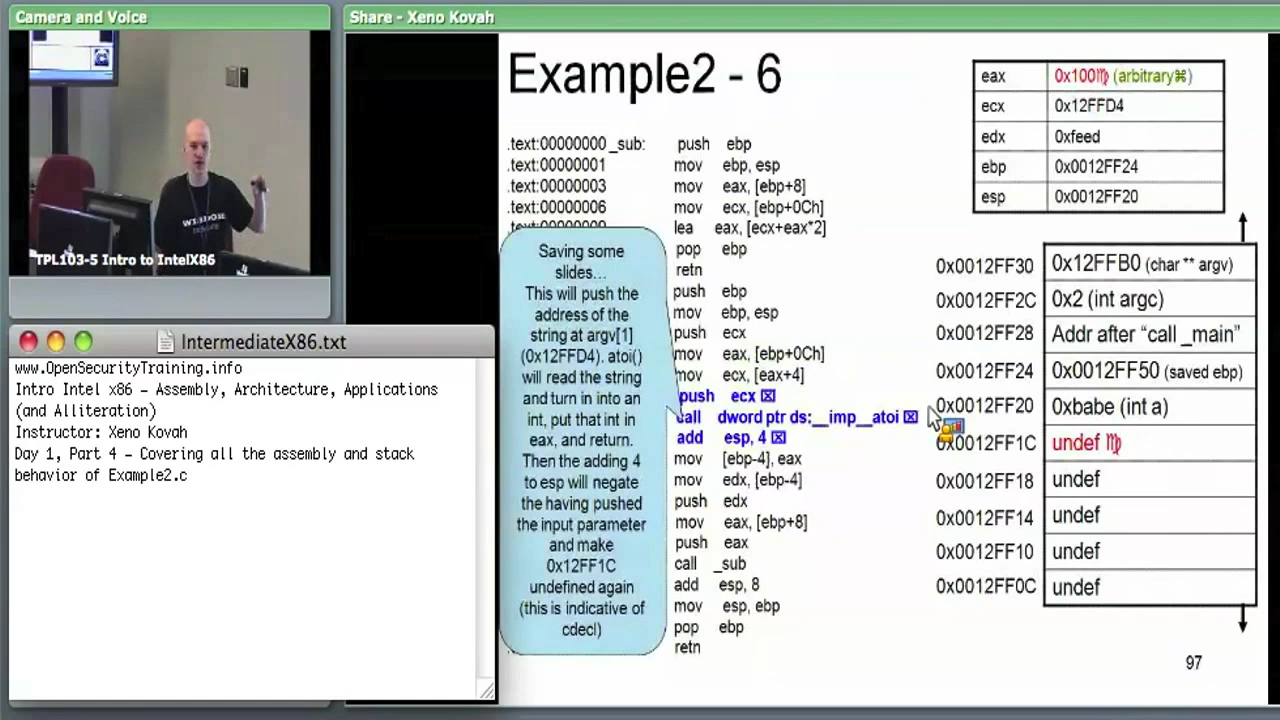 Camera and Voice
Share - Xeno Kovah
TPL103-5 Intro to IntelX86
IntermediateX86.txt
www.OpenSecurityTraining.info
Intro Intel x86 – Assembly, Architecture, Applications
(and Alliteration)
Instructor: Xeno Kovah
Day 1, Part 4 – Covering all the assembly and stack
behavior of Example2.c
Example2 - 6
.text:00000000 _sub: push ebp
.text:00000001 mov ebp, esp
.text:00000003 mov eax, [ebp+8]
.text:00000006 mov ecx, [ebp+0Ch]
lea eax, [ecx+eax*2]
pop ebp
retn
push ebp
mov ebp, esp
push ecx
mov eax, [ebp+0Ch]
mov ecx, [eax+4]
push ecx ⌧
call dword ptr ds:__imp__atoi ⌧
add esp, 4 ⌧
mov [ebp-4], eax
mov edx, [ebp-4]
push edx
mov eax, [ebp+8]
push eax
call _sub
add esp, 8
mov esp, ebp
pop ebp
retn
Saving some
slides…
This will push the
address of the
string at argv[1]
(0x12FFD4). atoi()
will read the string
and turn in into an
int, put that int in
eax, and return.
Then the adding 4
to esp will negate
the having pushed
the input parameter
and make
0x12FF1C
undefined again
(this is indicative of
cdecl)
eax 0x100♍ (arbitrary⌘)
ecx 0x12FFD4
edx 0xfeed
ebp 0x0012FF24
esp 0x0012FF20
0x0012FF30 0x12FFB0 (char ** argv)
0x0012FF2C 0x2 (int argc)
0x0012FF28 Addr after “call _main”
0x0012FF24 0x0012FF50 (saved ebp)
0x0012FF20 0xbabe (int a)
0x0012FF1C undef ♍
0x0012FF18 undef
0x0012FF14 undef
0x0012FF10 undef
0x0012FF0C undef
97